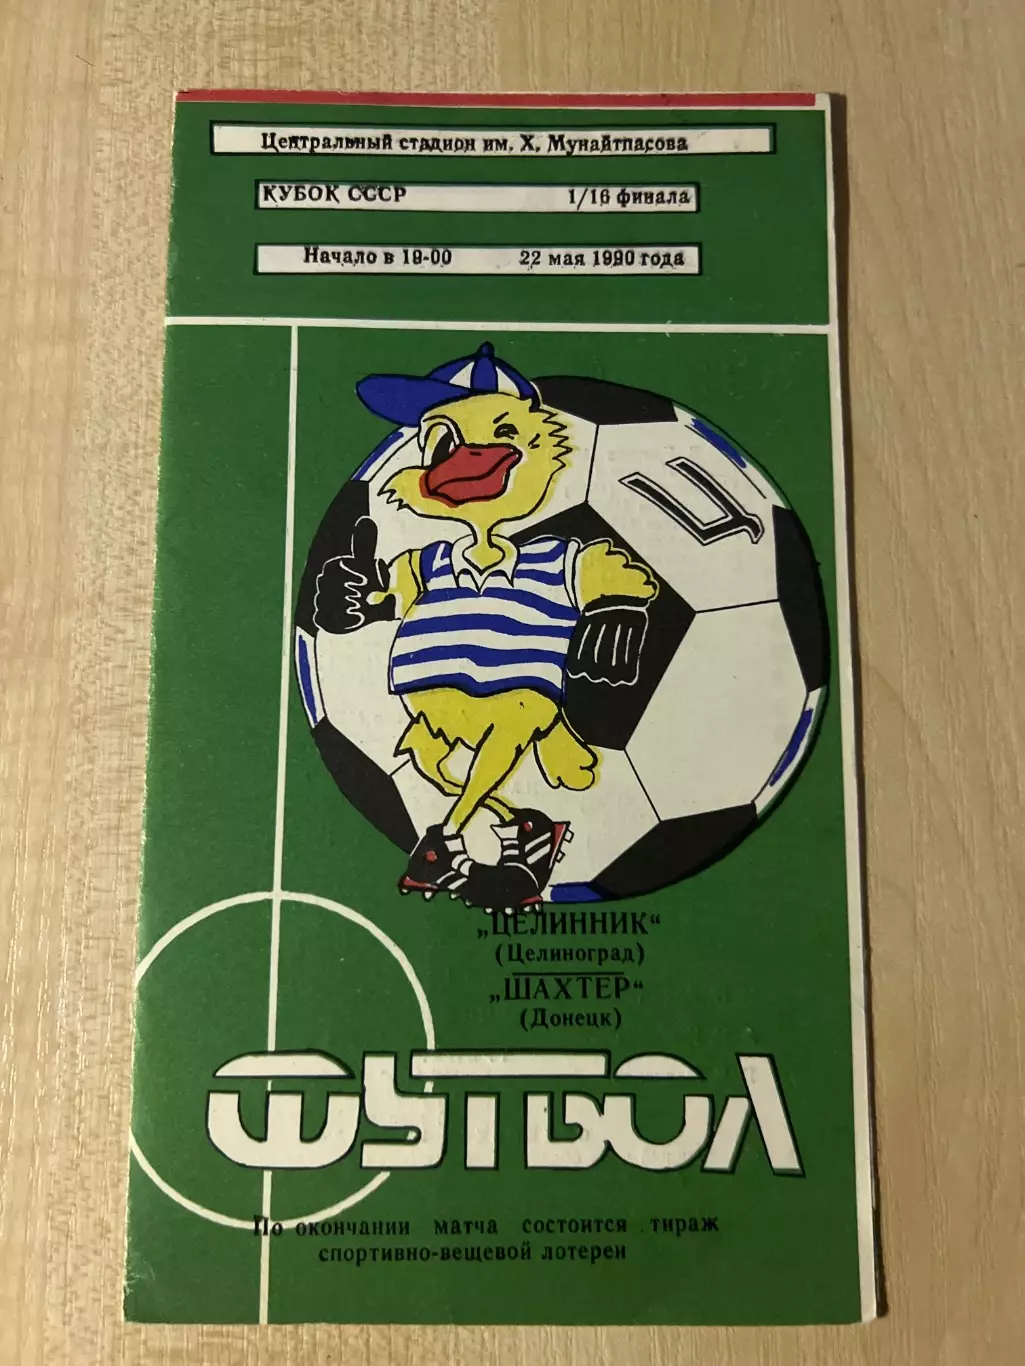 Центральный стадион им. Х. Мунайтпасова
КУБОК СССР 1/16 финала
Начало в 19-00 22 мая 1990 года
Ц
„ЦЕЛИННИК“
(Целиноград)
„ШАХТЕР“
(Донецк)
ФУТБОЛ
По окончании матча состоится тираж
спортивно-вещевой лотереи